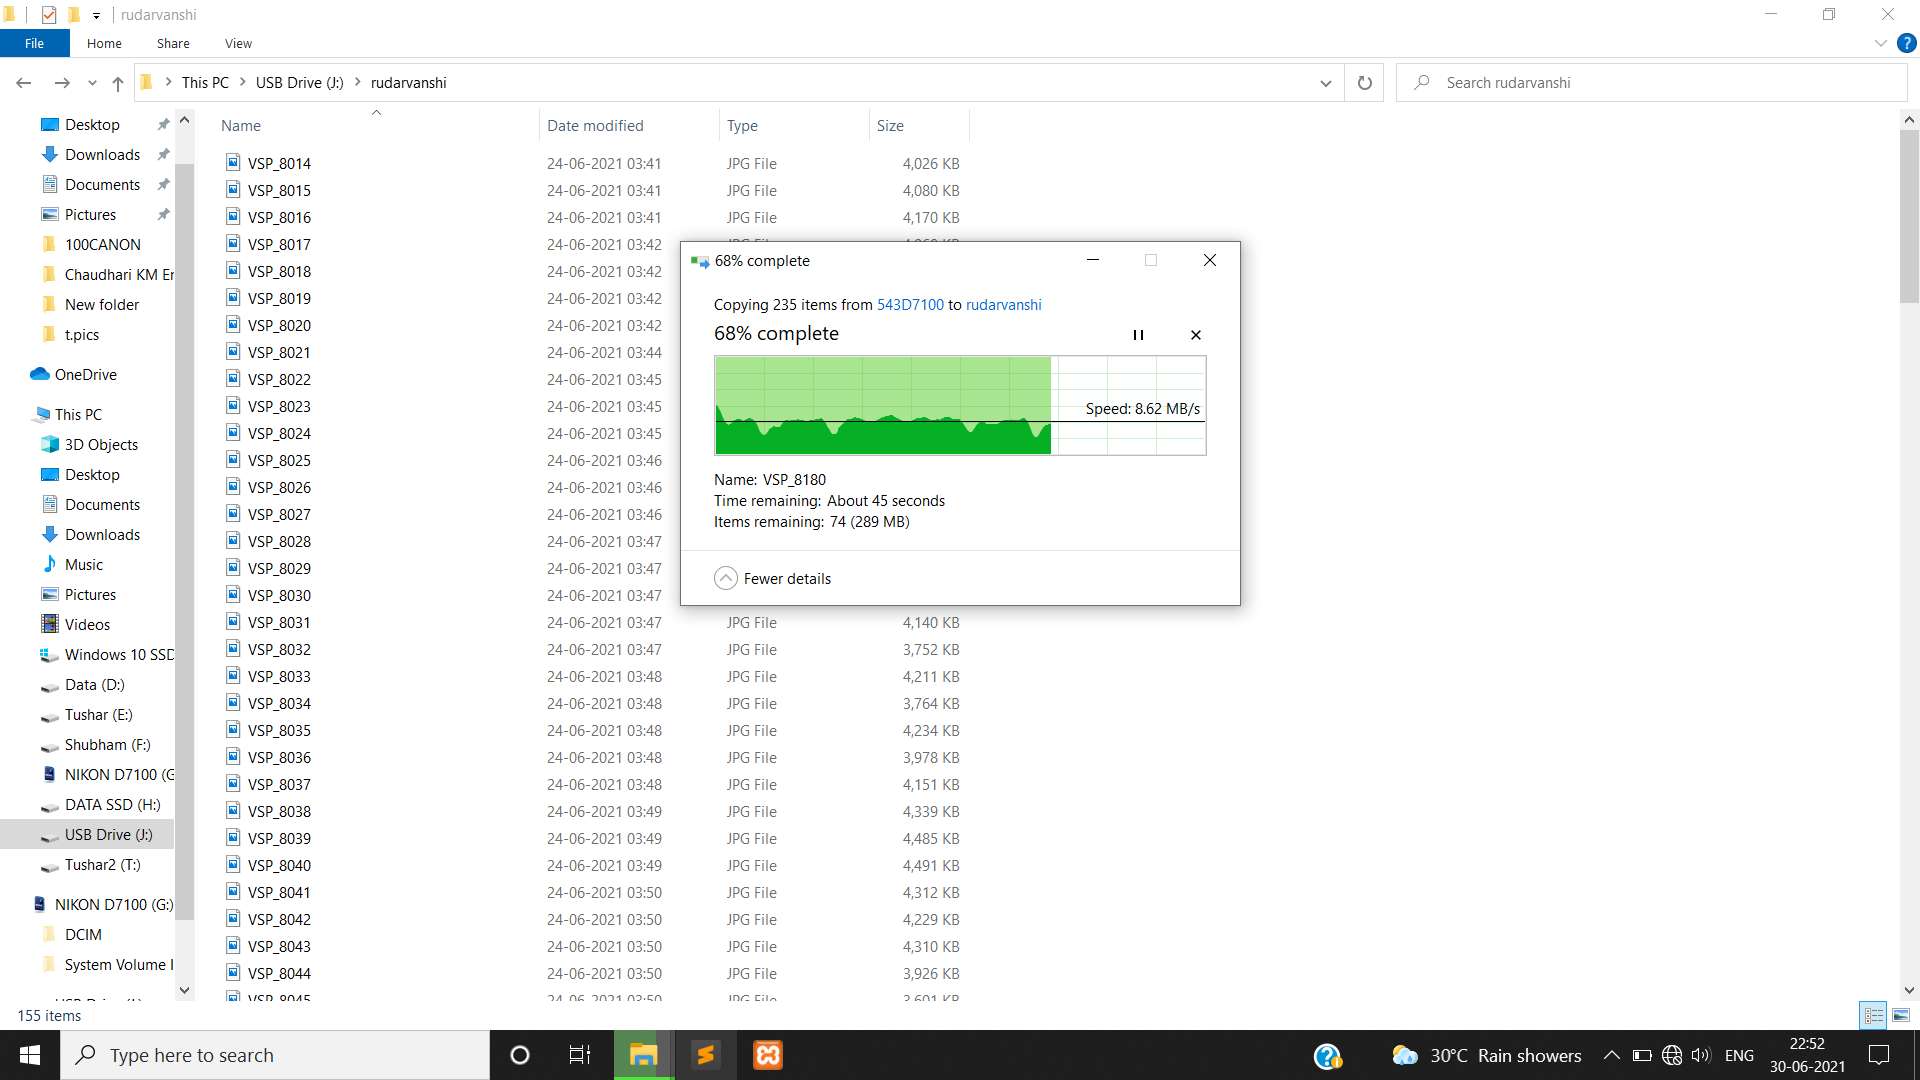 rudarvanshi
File Home Share View
This PC USB Drive (J:) rudarvanshi
Search rudarvanshi
Desktop
Downloads
Documents
Pictures
100CANON
Chaudhari KM Er
New folder
t.pics
OneDrive
This PC
3D Objects
Desktop
Documents
Downloads
Music
Pictures
Videos
Windows 10 SSD
Data (D:)
Tushar (E:)
Shubham (F:)
NIKON D7100 (G
DATA SSD (H:)
USB Drive (J:)
Tushar2 (T:)
NIKON D7100 (G:)
DCIM
System Volume I
Name Date modified Type Size
VSP_8014 24-06-2021 03:41 JPG File 4,026 KB
VSP_8015 24-06-2021 03:41 JPG File 4,080 KB
VSP_8016 24-06-2021 03:41 JPG File 4,170 KB
VSP_8017 24-06-2021 03:42
VSP_8018 24-06-2021 03:42
VSP_8019 24-06-2021 03:42
VSP_8020 24-06-2021 03:42
VSP_8021 24-06-2021 03:44
VSP_8022 24-06-2021 03:45
VSP_8023 24-06-2021 03:45
VSP_8024 24-06-2021 03:45
VSP_8025 24-06-2021 03:46
VSP_8026 24-06-2021 03:46
VSP_8027 24-06-2021 03:46
VSP_8028 24-06-2021 03:47
VSP_8029 24-06-2021 03:47
VSP_8030 24-06-2021 03:47
VSP_8031 24-06-2021 03:47 JPG File 4,140 KB
VSP_8032 24-06-2021 03:47 JPG File 3,752 KB
VSP_8033 24-06-2021 03:48 JPG File 4,211 KB
VSP_8034 24-06-2021 03:48 JPG File 3,764 KB
VSP_8035 24-06-2021 03:48 JPG File 4,234 KB
VSP_8036 24-06-2021 03:48 JPG File 3,978 KB
VSP_8037 24-06-2021 03:48 JPG File 4,151 KB
VSP_8038 24-06-2021 03:49 JPG File 4,339 KB
VSP_8039 24-06-2021 03:49 JPG File 4,485 KB
VSP_8040 24-06-2021 03:49 JPG File 4,491 KB
VSP_8041 24-06-2021 03:50 JPG File 4,312 KB
VSP_8042 24-06-2021 03:50 JPG File 4,229 KB
VSP_8043 24-06-2021 03:50 JPG File 4,310 KB
VSP_8044 24-06-2021 03:50 JPG File 3,926 KB
VSP_8045 24-06-2021 03:50 JPG File 3,601 KB
68% complete
Copying 235 items from 543D7100 to rudarvanshi
68% complete
Speed: 8.62 MB/s
Name: VSP_8180
Time remaining: About 45 seconds
Items remaining: 74 (289 MB)
Fewer details
155 items
Type here to search
30°C Rain showers
ENG
22:52
30-06-2021